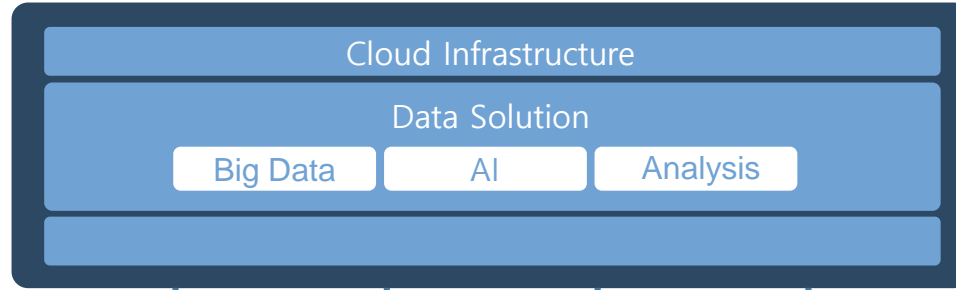 Cloud Infrastructure
Data Solution
Big Data AI Analysis